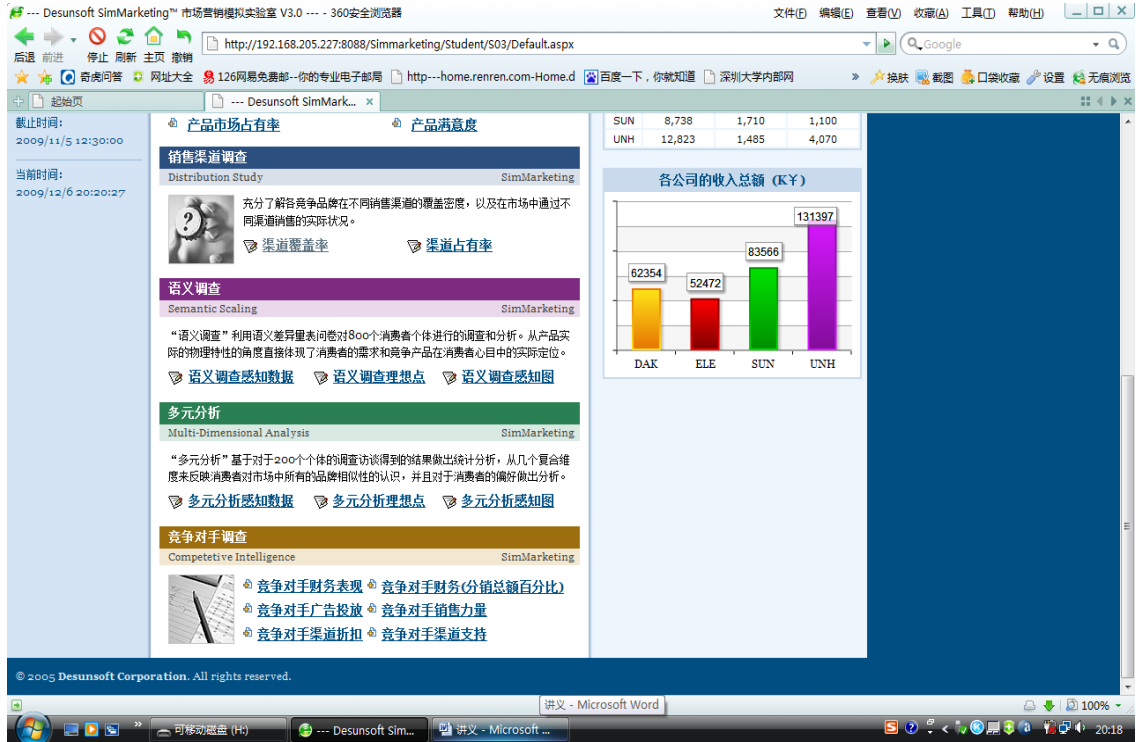 --- Desunsoft SimMarketing™ 市场营销模拟实验室 V3.0 --- - 360安全浏览器
文件(F) 编辑(E) 查看(V) 收藏(A) 工具(T) 帮助(H)
后退 前进 停止 刷新 主页 撤销
http://192.168.205.227:8088/Simmarketing/Student/S03/Default.aspx
Google
奇虎问答 网址大全 126网易免费邮--你的专业电子邮局 http---home.renren.com-Home.d 百度一下，你就知道 深圳大学内部网 » 换肤 截图 口袋收藏 设置 无痕浏览
起始页 --- Desunsoft SimMark... ×
截止时间:
2009/11/5 12:30:00
当前时间:
2009/12/6 20:20:27
产品市场占有率 产品满意度
销售渠道调查
Distribution Study SimMarketing
充分了解各竞争品牌在不同销售渠道的覆盖密度，以及在市场中通过不
同渠道销售的实际状况。
渠道覆盖率 渠道占有率
语义调查
Semantic Scaling SimMarketing
“语义调查”利用语义差异量表问卷对800个消费者个体进行的调查和分析。从产品实
际的物理特性的角度直接体现了消费者的需求和竞争产品在消费者心目中的实际定位。
语义调查感知数据 语义调查理想点 语义调查感知图
多元分析
Multi-Dimensional Analysis SimMarketing
“多元分析”基于对于200个个体的调查访谈得到的结果做出统计分析，从几个复合维
度来反映消费者对市场中所有的品牌相似性的认识，并且对于消费者的偏好做出分析。
多元分析感知数据 多元分析理想点 多元分析感知图
竞争对手调查
Competetive Intelligence SimMarketing
竞争对手财务表现 竞争对手财务(分销总额百分比)
竞争对手广告投放 竞争对手销售力量
竞争对手渠道折扣 竞争对手渠道支持
SUN 8,738 1,710 1,100
UNH 12,823 1,485 4,070
各公司的收入总额 (K¥)
131397
83566
62354
52472
DAK ELE SUN UNH
© 2005 Desunsoft Corporation. All rights reserved.
讲义 - Microsoft Word
100%
可移动磁盘 (H:) --- Desunsoft Sim... 讲义 - Microsoft ... 20:18